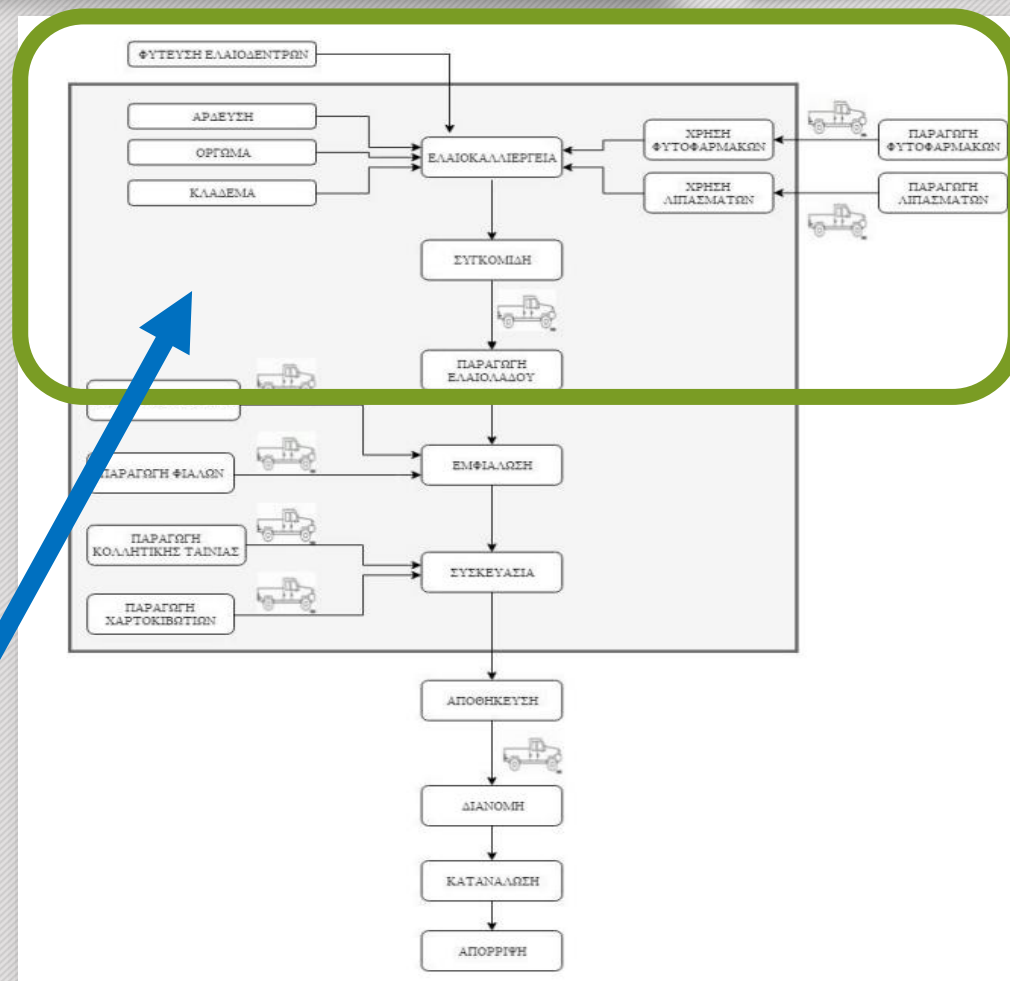 ΦΥΤΕΥΣΗ ΕΛΑΙΟΔΕΝΤΡΩΝ
ΑΡΔΕΥΣΗ
ΟΡΓΩΜΑ
ΚΛΑΔΕΜΑ
ΕΛΑΙΟΚΑΛΛΙΕΡΓΕΙΑ
ΧΡΗΣΗ
ΦΥΤΟΦΑΡΜΑΚΩΝ
ΠΑΡΑΓΩΓΗ
ΦΥΤΟΦΑΡΜΑΚΩΝ
ΧΡΗΣΗ
ΛΙΠΑΣΜΑΤΩΝ
ΠΑΡΑΓΩΓΗ
ΛΙΠΑΣΜΑΤΩΝ
ΣΥΓΚΟΜΙΔΗ
ΠΑΡΑΓΩΓΗ
ΕΛΑΙΟΛΑΔΟΥ
ΠΑΡΑΓΩΓΗ ΦΙΑΛΩΝ
ΕΜΦΙΑΛΩΣΗ
ΠΑΡΑΓΩΓΗ
ΚΟΛΛΗΤΙΚΗΣ ΤΑΙΝΙΑΣ
ΣΥΣΚΕΥΑΣΙΑ
ΠΑΡΑΓΩΓΗ
ΧΑΡΤΟΚΙΒΩΤΙΩΝ
ΑΠΟΘΗΚΕΥΣΗ
ΔΙΑΝΟΜΗ
ΚΑΤΑΝΑΛΩΣΗ
ΑΠΟΡΡΙΨΗ